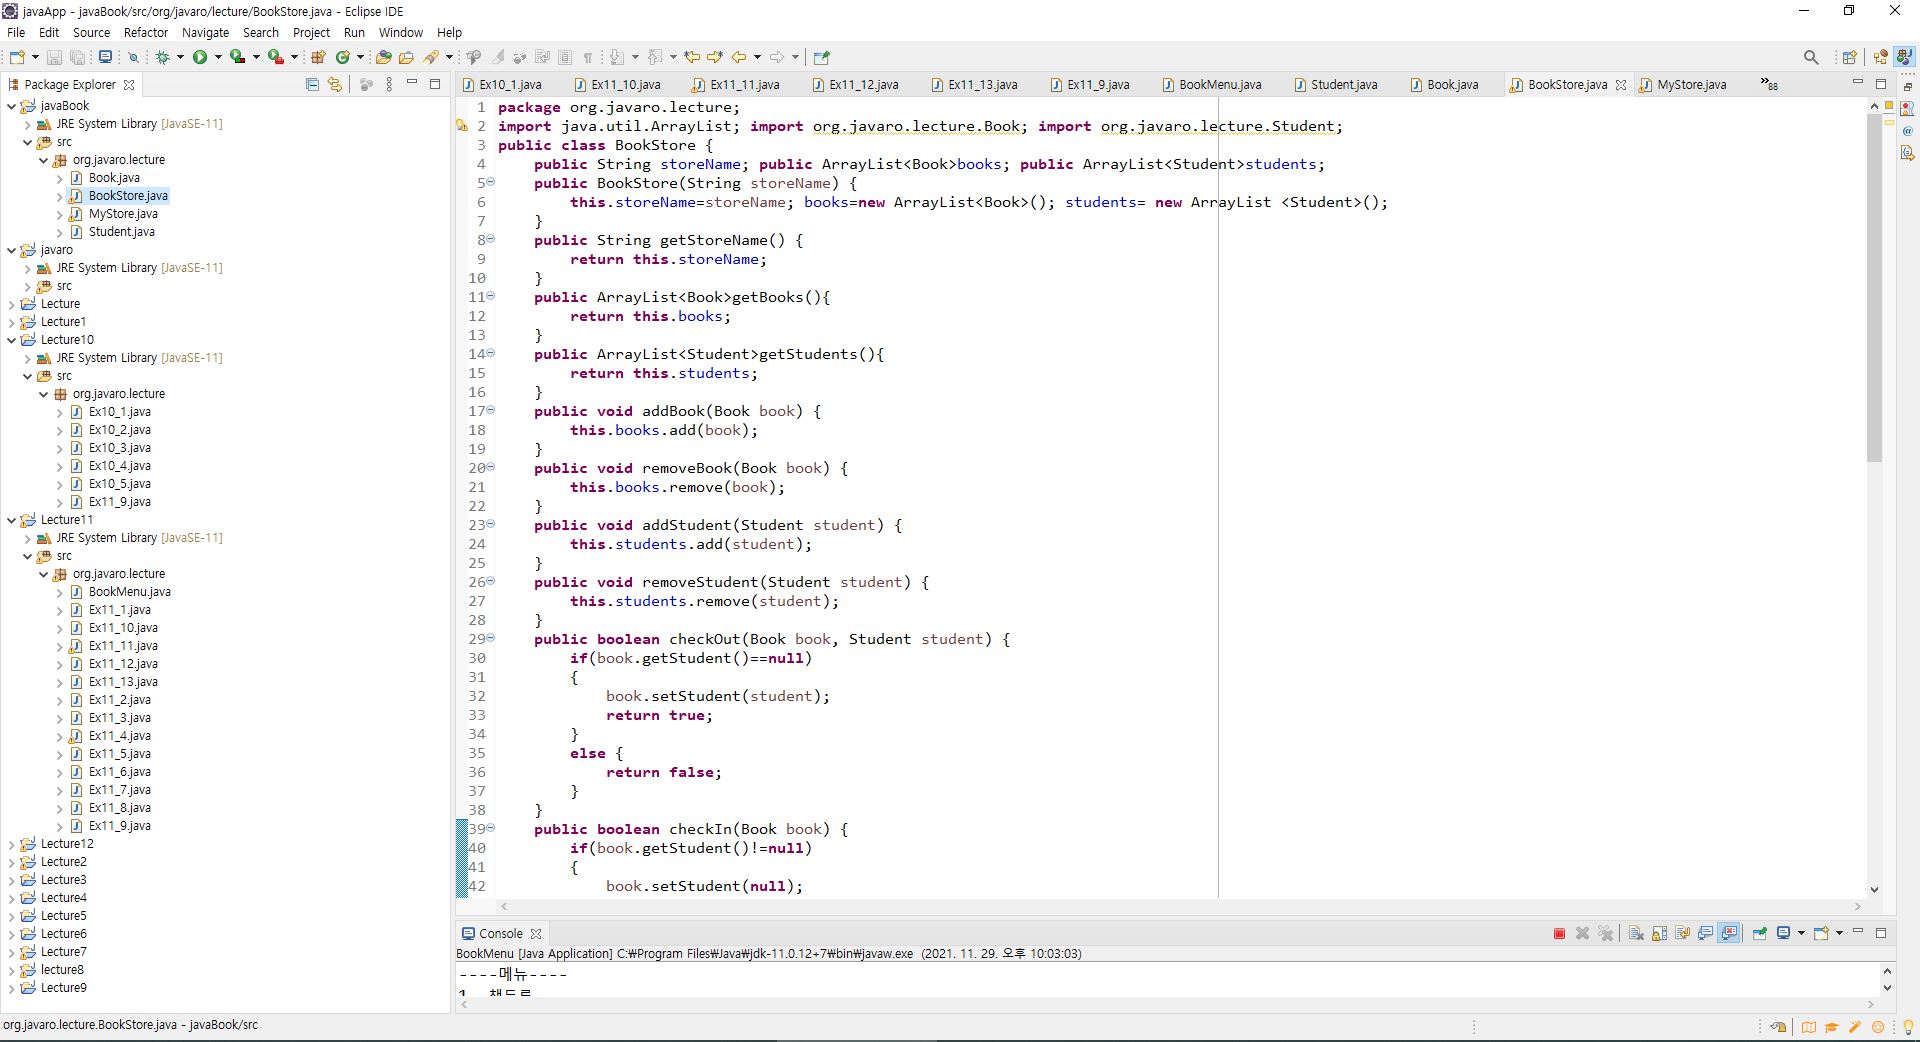 javaApp - javaBook/src/org/javaro/lecture/BookStore.java - Eclipse IDE
File Edit Source Refactor Navigate Search Project Run Window Help
Package Explorer
javaBook
JRE System Library [JavaSE-11]
src
org.javaro.lecture
Book.java
BookStore.java
MyStore.java
Student.java
javaro
JRE System Library [JavaSE-11]
src
Lecture
Lecture1
Lecture10
JRE System Library [JavaSE-11]
src
org.javaro.lecture
Ex10_1.java
Ex10_2.java
Ex10_3.java
Ex10_4.java
Ex10_5.java
Ex11_9.java
Lecture11
JRE System Library [JavaSE-11]
src
org.javaro.lecture
BookMenu.java
Ex11_1.java
Ex11_10.java
Ex11_11.java
Ex11_12.java
Ex11_13.java
Ex11_2.java
Ex11_3.java
Ex11_4.java
Ex11_5.java
Ex11_6.java
Ex11_7.java
Ex11_8.java
Ex11_9.java
Lecture12
Lecture2
Lecture3
Lecture4
Lecture5
Lecture6
Lecture7
lecture8
Lecture9
Ex10_1.java Ex11_10.java Ex11_11.java Ex11_12.java Ex11_13.java Ex11_9.java BookMenu.java Student.java Book.java BookStore.java MyStore.java »88
1 package org.javaro.lecture;
2 import java.util.ArrayList; import org.javaro.lecture.Book; import org.javaro.lecture.Student;
3 public class BookStore {
4 public String storeName; public ArrayList<Book>books; public ArrayList<Student>students;
5 public BookStore(String storeName) {
6 this.storeName=storeName; books=new ArrayList<Book>(); students= new ArrayList <Student>();
7 }
8 public String getStoreName() {
9 return this.storeName;
10 }
11 public ArrayList<Book>getBooks(){
12 return this.books;
13 }
14 public ArrayList<Student>getStudents(){
15 return this.students;
16 }
17 public void addBook(Book book) {
18 this.books.add(book);
19 }
20 public void removeBook(Book book) {
21 this.books.remove(book);
22 }
23 public void addStudent(Student student) {
24 this.students.add(student);
25 }
26 public void removeStudent(Student student) {
27 this.students.remove(student);
28 }
29 public boolean checkOut(Book book, Student student) {
30 if(book.getStudent()==null)
31 {
32 book.setStudent(student);
33 return true;
34 }
35 else {
36 return false;
37 }
38 }
39 public boolean checkIn(Book book) {
40 if(book.getStudent()!=null)
41 {
42 book.setStudent(null);
Console
BookMenu [Java Application] C:₩Program Files₩Java₩jdk-11.0.12+7₩bin₩javaw.exe (2021. 11. 29. 오후 10:03:03)
----메뉴----
org.javaro.lecture.BookStore.java - javaBook/src